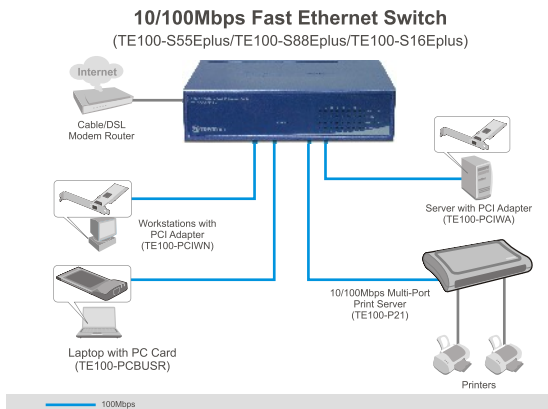 10/100Mbps Fast Ethernet Switch
(TE100-S55Eplus/TE100-S88Eplus/TE100-S16Eplus)
Internet
Cable/DSL
Modem Router
Server with PCI Adapter
(TE100-PCIWA)
Workstations with
PCI Adapter
(TE100-PCIWN)
10/100Mbps Multi-Port
Print Server
(TE100-P21)
Laptop with PC Card
(TE100-PCBUSR)
Printers
100Mbps